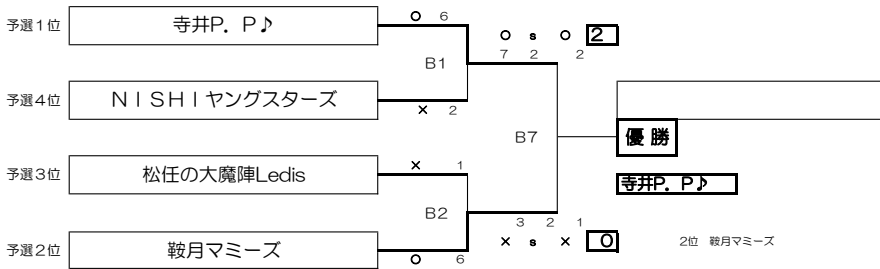 予選1位 寺井P．P♪ ○ 6
○ s ○ 2
7 2 2
B1
予選4位 NISHIヤングスターズ × 2
B7
優勝
予選3位 松任の大魔陣Ledis × 1
寺井P．P♪
B2
3 2 1
予選2位 鞍月マミーズ ○ 6
× s × 0
2位 鞍月マミーズ